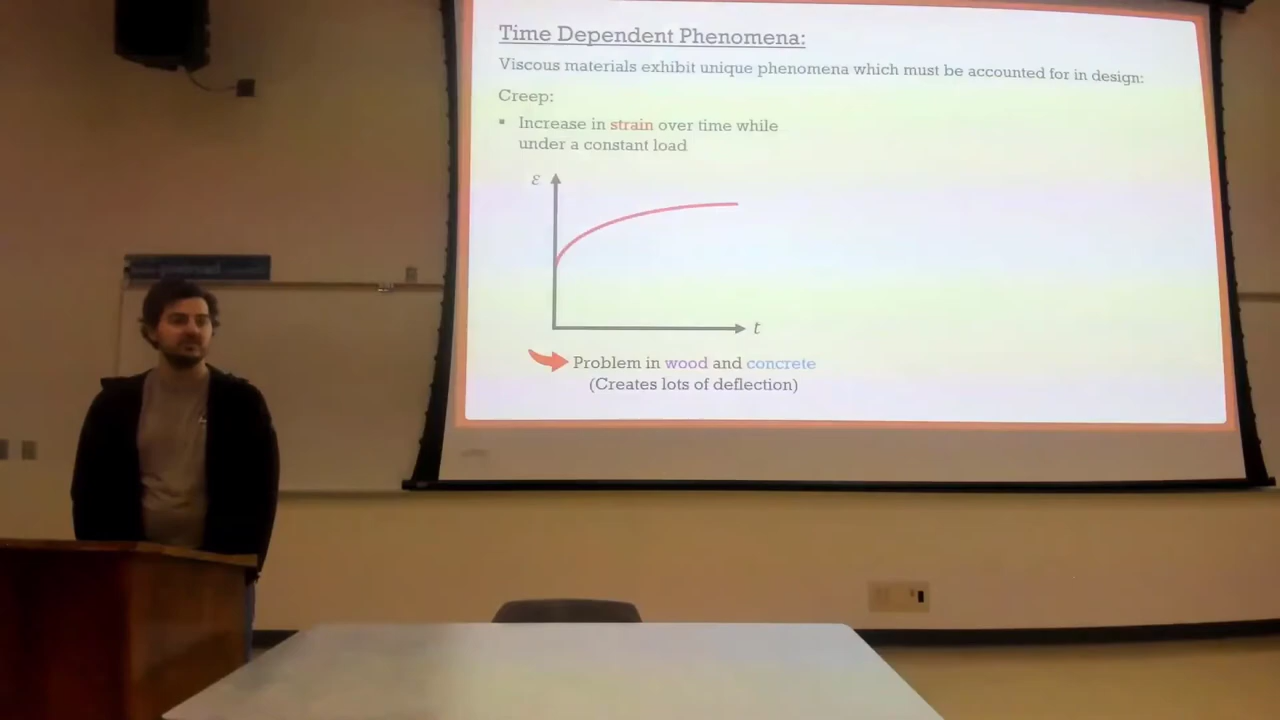 Time Dependent Phenomena:
Viscous materials exhibit unique phenomena which must be accounted for in design:
Creep:
▪ Increase in strain over time while
under a constant load
ε
t
Problem in wood and concrete
(Creates lots of deflection)